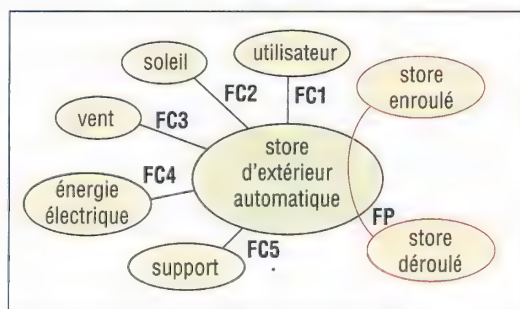 utilisateur
soleil
store
enroulé
FC2
FC1
vent
FC3
store
d'extérieur
automatique
énergie
électrique
FC4
FP
store
déroulé
FC5
support